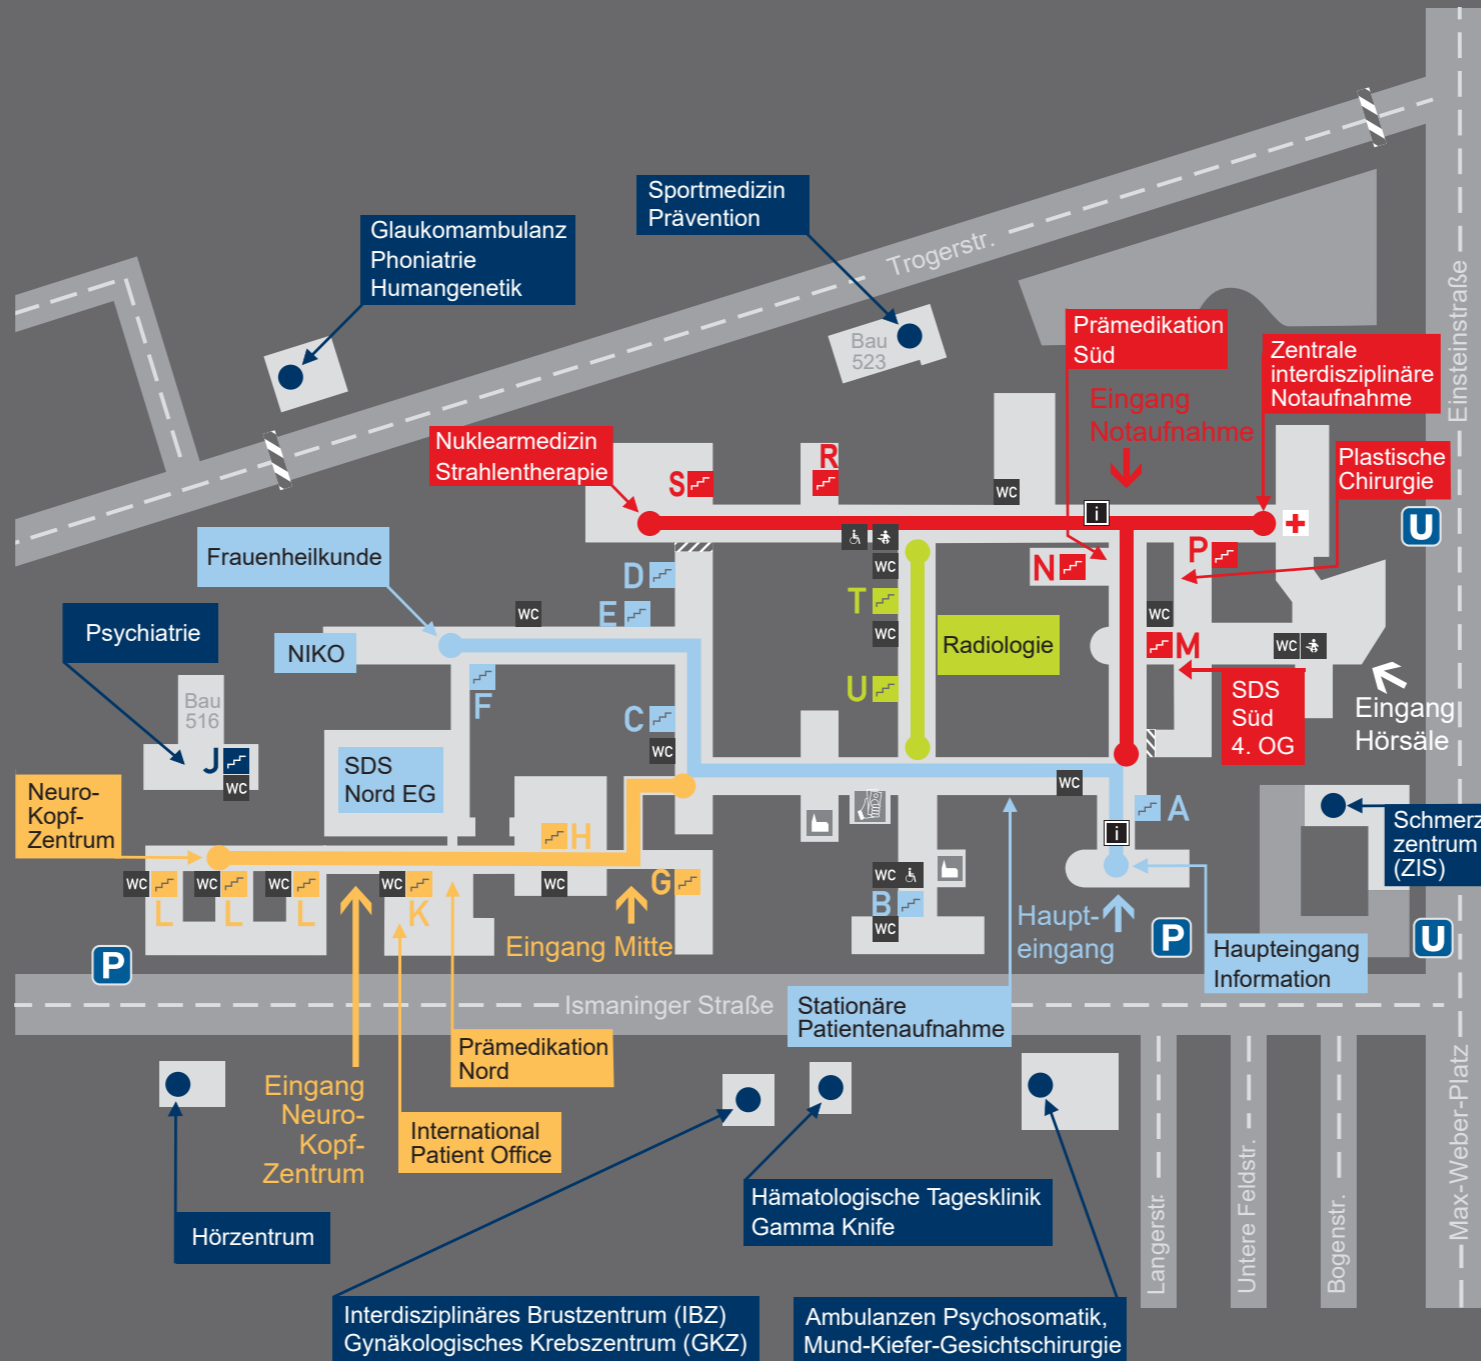 Sportmedizin
Prävention
Glaukomambulanz
Phoniatrie
Humangenetik
Trogerstr.
Einsteinstraße
Bau
523
Prämedikation
Süd
Zentrale
interdisziplinäre
Notaufnahme
Eingang
Notaufnahme
Nuklearmedizin
Strahlentherapie
Plastische
Chirurgie
S
R
WC
i
U
Frauenheilkunde
P
N
D
WC
T
E
WC
WC
WC
Psychiatrie
NIKO
Radiologie
M
WC
F
U
C
SDS
Süd
4. OG
Eingang
Hörsäle
Bau
516
J
WC
WC
SDS
Nord EG
WC
Neuro-
Kopf-
Zentrum
A
i
H
Schmerz
zentrum
(ZIS)
WC
WC
WC
WC
WC
G
WC
L
L
L
K
B
WC
Haupt-
eingang
P
U
Eingang Mitte
P
Haupteingang
Information
Ismaninger Straße
Stationäre
Patientenaufnahme
Prämedikation
Nord
Eingang
Neuro-
Kopf-
Zentrum
International
Patient Office
Max-Weber-Platz
Langerstr.
Untere Feldstr.
Bogenstr.
Hörzentrum
Hämatologische Tagesklinik
Gamma Knife
Interdisziplinäres Brustzentrum (IBZ)
Gynäkologisches Krebszentrum (GKZ)
Ambulanzen Psychosomatik,
Mund-Kiefer-Gesichtschirurgie